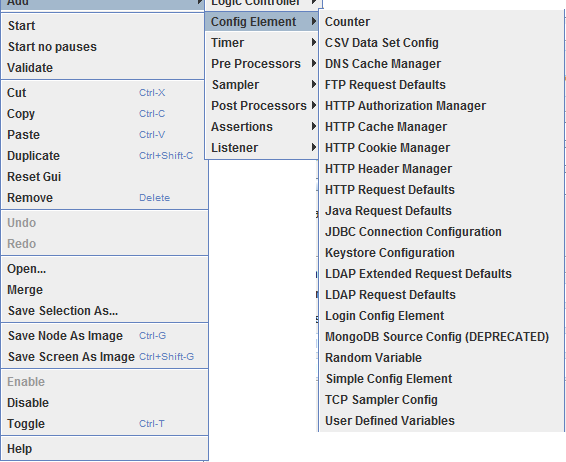 Add
Start
Start no pauses
Validate
Cut Ctrl-X
Copy Ctrl-C
Paste Ctrl-V
Duplicate Ctrl+Shift-C
Reset Gui
Remove Delete
Undo
Redo
Open...
Merge
Save Selection As...
Save Node As Image Ctrl-G
Save Screen As Image Ctrl+Shift-G
Enable
Disable
Toggle Ctrl-T
Help
Logic Controller
Config Element
Timer
Pre Processors
Sampler
Post Processors
Assertions
Listener
Counter
CSV Data Set Config
DNS Cache Manager
FTP Request Defaults
HTTP Authorization Manager
HTTP Cache Manager
HTTP Cookie Manager
HTTP Header Manager
HTTP Request Defaults
Java Request Defaults
JDBC Connection Configuration
Keystore Configuration
LDAP Extended Request Defaults
LDAP Request Defaults
Login Config Element
MongoDB Source Config (DEPRECATED)
Random Variable
Simple Config Element
TCP Sampler Config
User Defined Variables